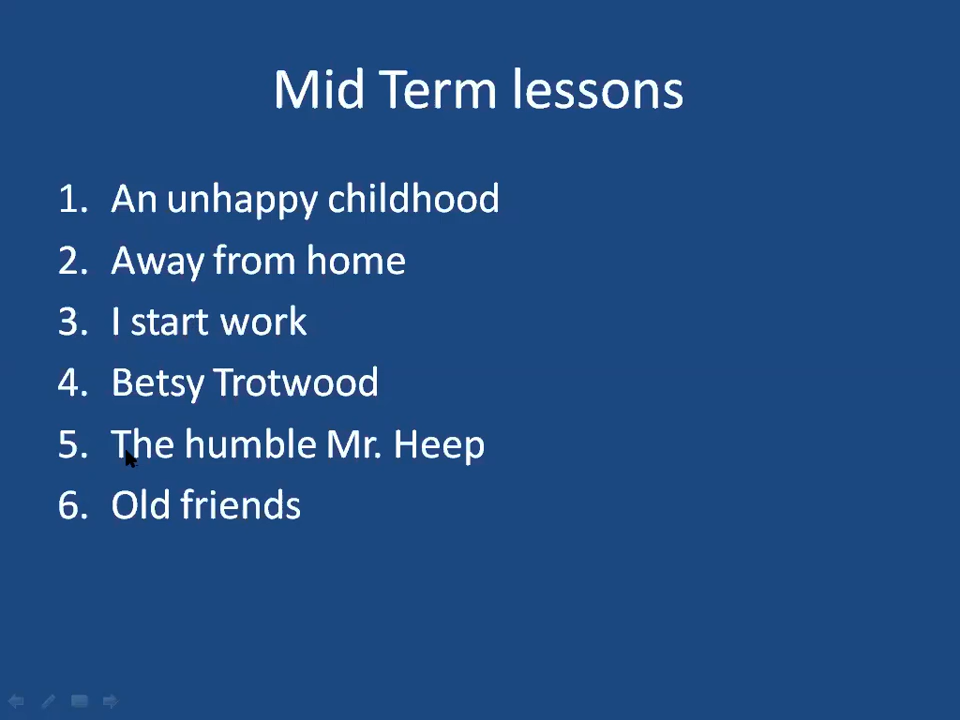 Mid Term lessons
1. An unhappy childhood
2. Away from home
3. I start work
4. Betsy Trotwood
5. The humble Mr. Heep
6. Old friends